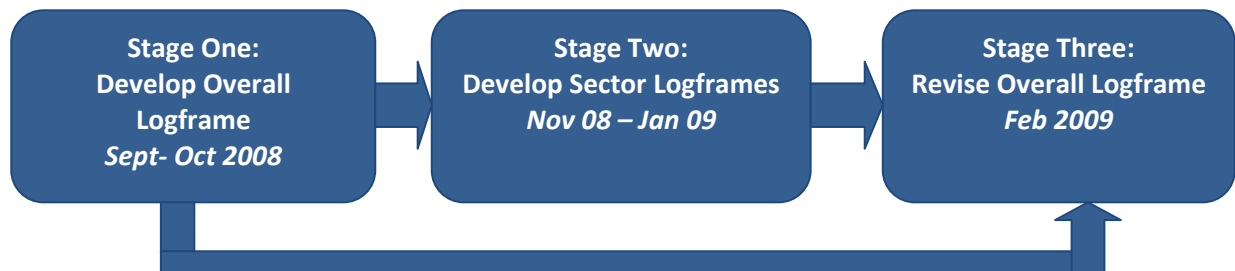 Stage One:
Develop Overall
Logframe
Sept- Oct 2008
Stage Two:
Develop Sector Logframes
Nov 08 – Jan 09
Stage Three:
Revise Overall Logframe
Feb 2009